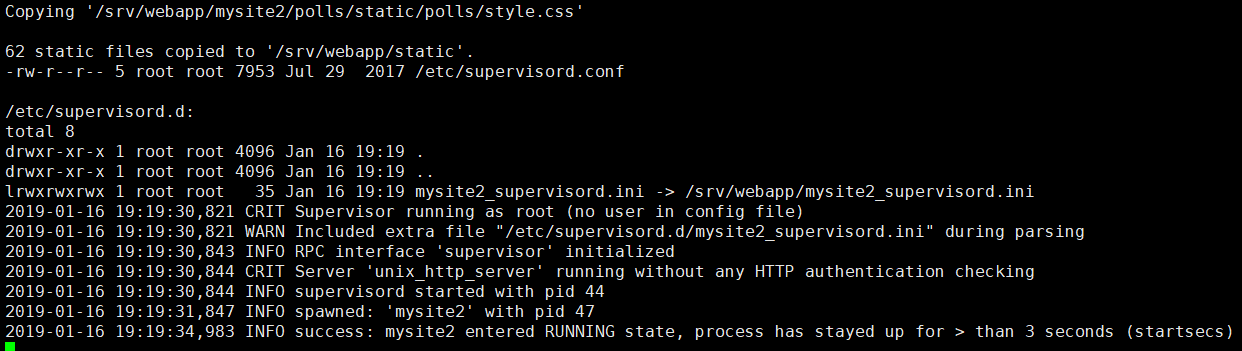 Copying '/srv/webapp/mysite2/polls/static/polls/style.css'
62 static files copied to '/srv/webapp/static'.
-rw-r--r-- 5 root root 7953 Jul 29  2017 /etc/supervisord.conf
/etc/supervisord.d:
total 8
drwxr-xr-x 1 root root 4096 Jan 16 19:19 .
drwxr-xr-x 1 root root 4096 Jan 16 19:19 ..
lrwxrwxrwx 1 root root   35 Jan 16 19:19 mysite2_supervisord.ini -> /srv/webapp/mysite2_supervisord.ini
2019-01-16 19:19:30,821 CRIT Supervisor running as root (no user in config file)
2019-01-16 19:19:30,821 WARN Included extra file "/etc/supervisord.d/mysite2_supervisord.ini" during parsing
2019-01-16 19:19:30,843 INFO RPC interface 'supervisor' initialized
2019-01-16 19:19:30,844 CRIT Server 'unix_http_server' running without any HTTP authentication checking
2019-01-16 19:19:30,844 INFO supervisord started with pid 44
2019-01-16 19:19:31,847 INFO spawned: 'mysite2' with pid 47
2019-01-16 19:19:34,983 INFO success: mysite2 entered RUNNING state, process has stayed up for > than 3 seconds (startsecs)